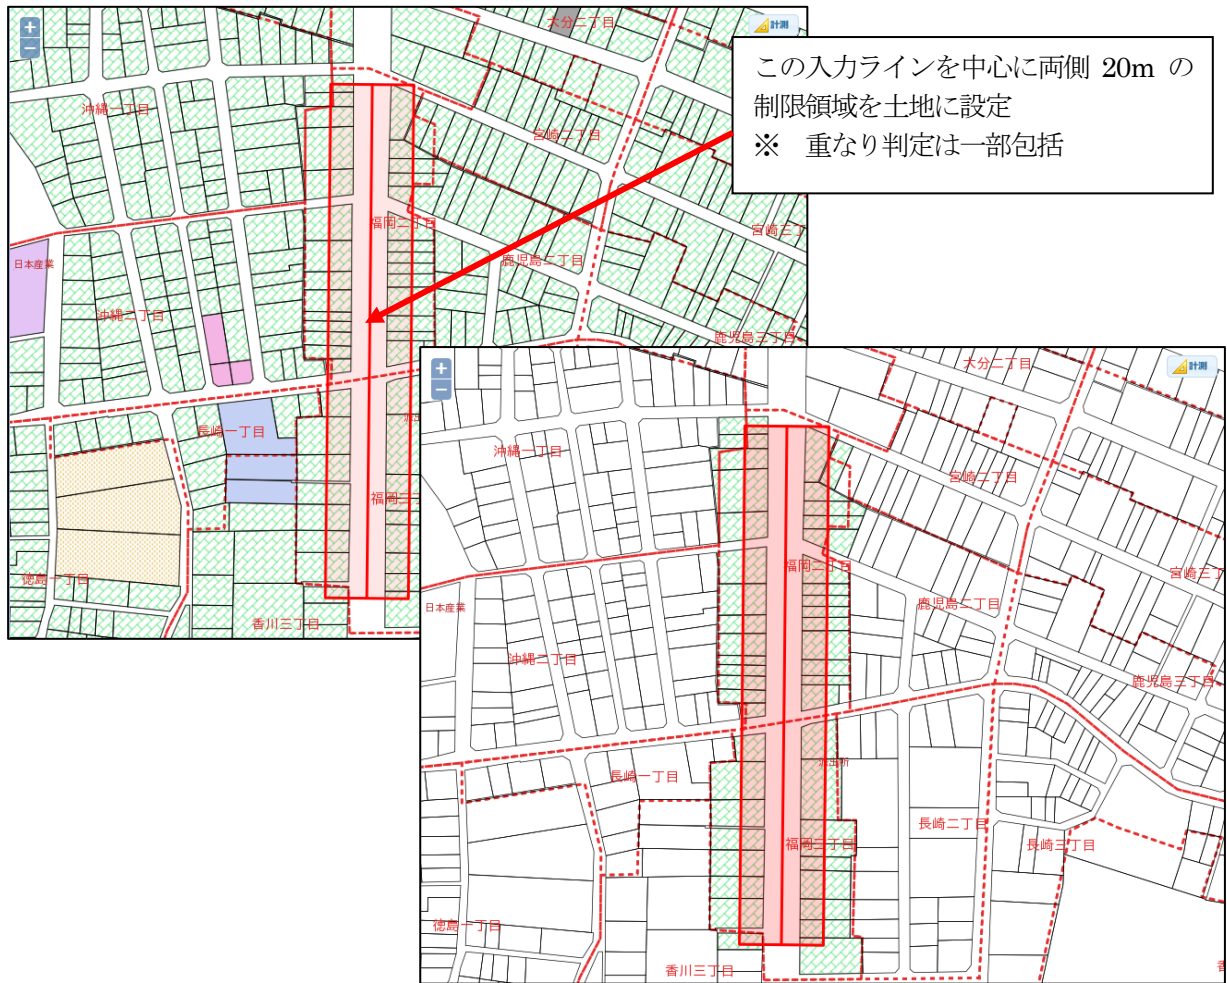 この入力ラインを中心に両側 20m の
制限領域を土地に設定
※ 重なり判定は一部包括
+
−
計測
大分二丁目
沖縄一丁目
宮崎二丁目
福岡二丁目
宮崎三丁
日本産業
鹿児島二丁目
沖縄二丁目
鹿児島三丁目
長崎一丁目
福岡三
徳島一丁目
香川三丁目
+
−
計測
大分二丁目
沖縄一丁目
宮崎二丁目
福岡二丁目
宮崎三丁
日本産業
鹿児島二丁目
沖縄二丁目
鹿児島三丁目
長崎一丁目
長崎二丁目
福岡三丁目
長崎三丁目
徳島一丁目
香川三丁目